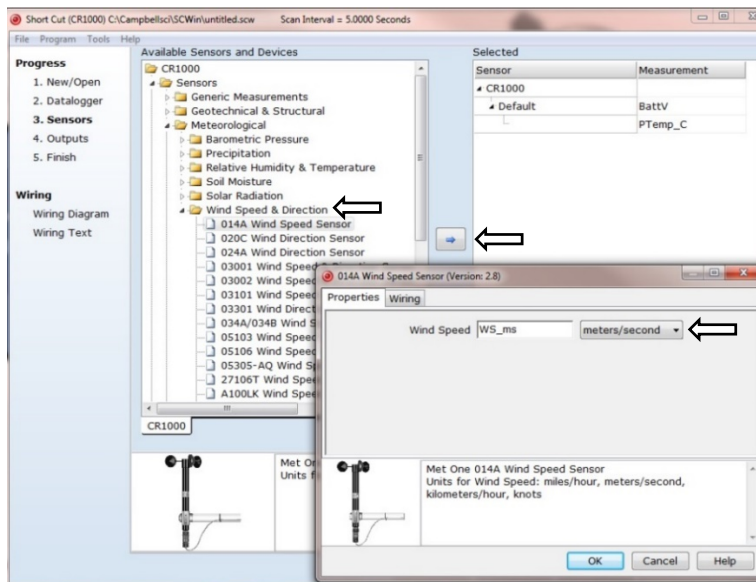 Short Cut (CR1000) C:\Campbellsci\SCWin\untitled.scw Scan Interval = 5.0000 Seconds
File Program Tools Help
Progress
1. New/Open
2. Datalogger
3. Sensors
4. Outputs
5. Finish
Wiring
Wiring Diagram
Wiring Text
Available Sensors and Devices
CR1000
Sensors
Generic Measurements
Geotechnical & Structural
Meteorological
Barometric Pressure
Precipitation
Relative Humidity & Temperature
Soil Moisture
Solar Radiation
Wind Speed & Direction
014A Wind Speed Sensor
020C Wind Direction Sensor
024A Wind Direction Sensor
03001 Wind Speed
03002 Wind Speed
03101 Wind Speed
03301 Wind Direct
034A/034B Wind S
05103 Wind Speed
05106 Wind Speed
05305-AQ Wind Sp
27106T Wind Spee
A100LK Wind Spee
CR1000
Met On
Units f
Selected
Sensor Measurement
CR1000
Default BattV
PTemp_C
014A Wind Speed Sensor (Version: 2.8)
Properties Wiring
Wind Speed WS_ms meters/second
Met One 014A Wind Speed Sensor
Units for Wind Speed: miles/hour, meters/second,
kilometers/hour, knots
OK Cancel Help